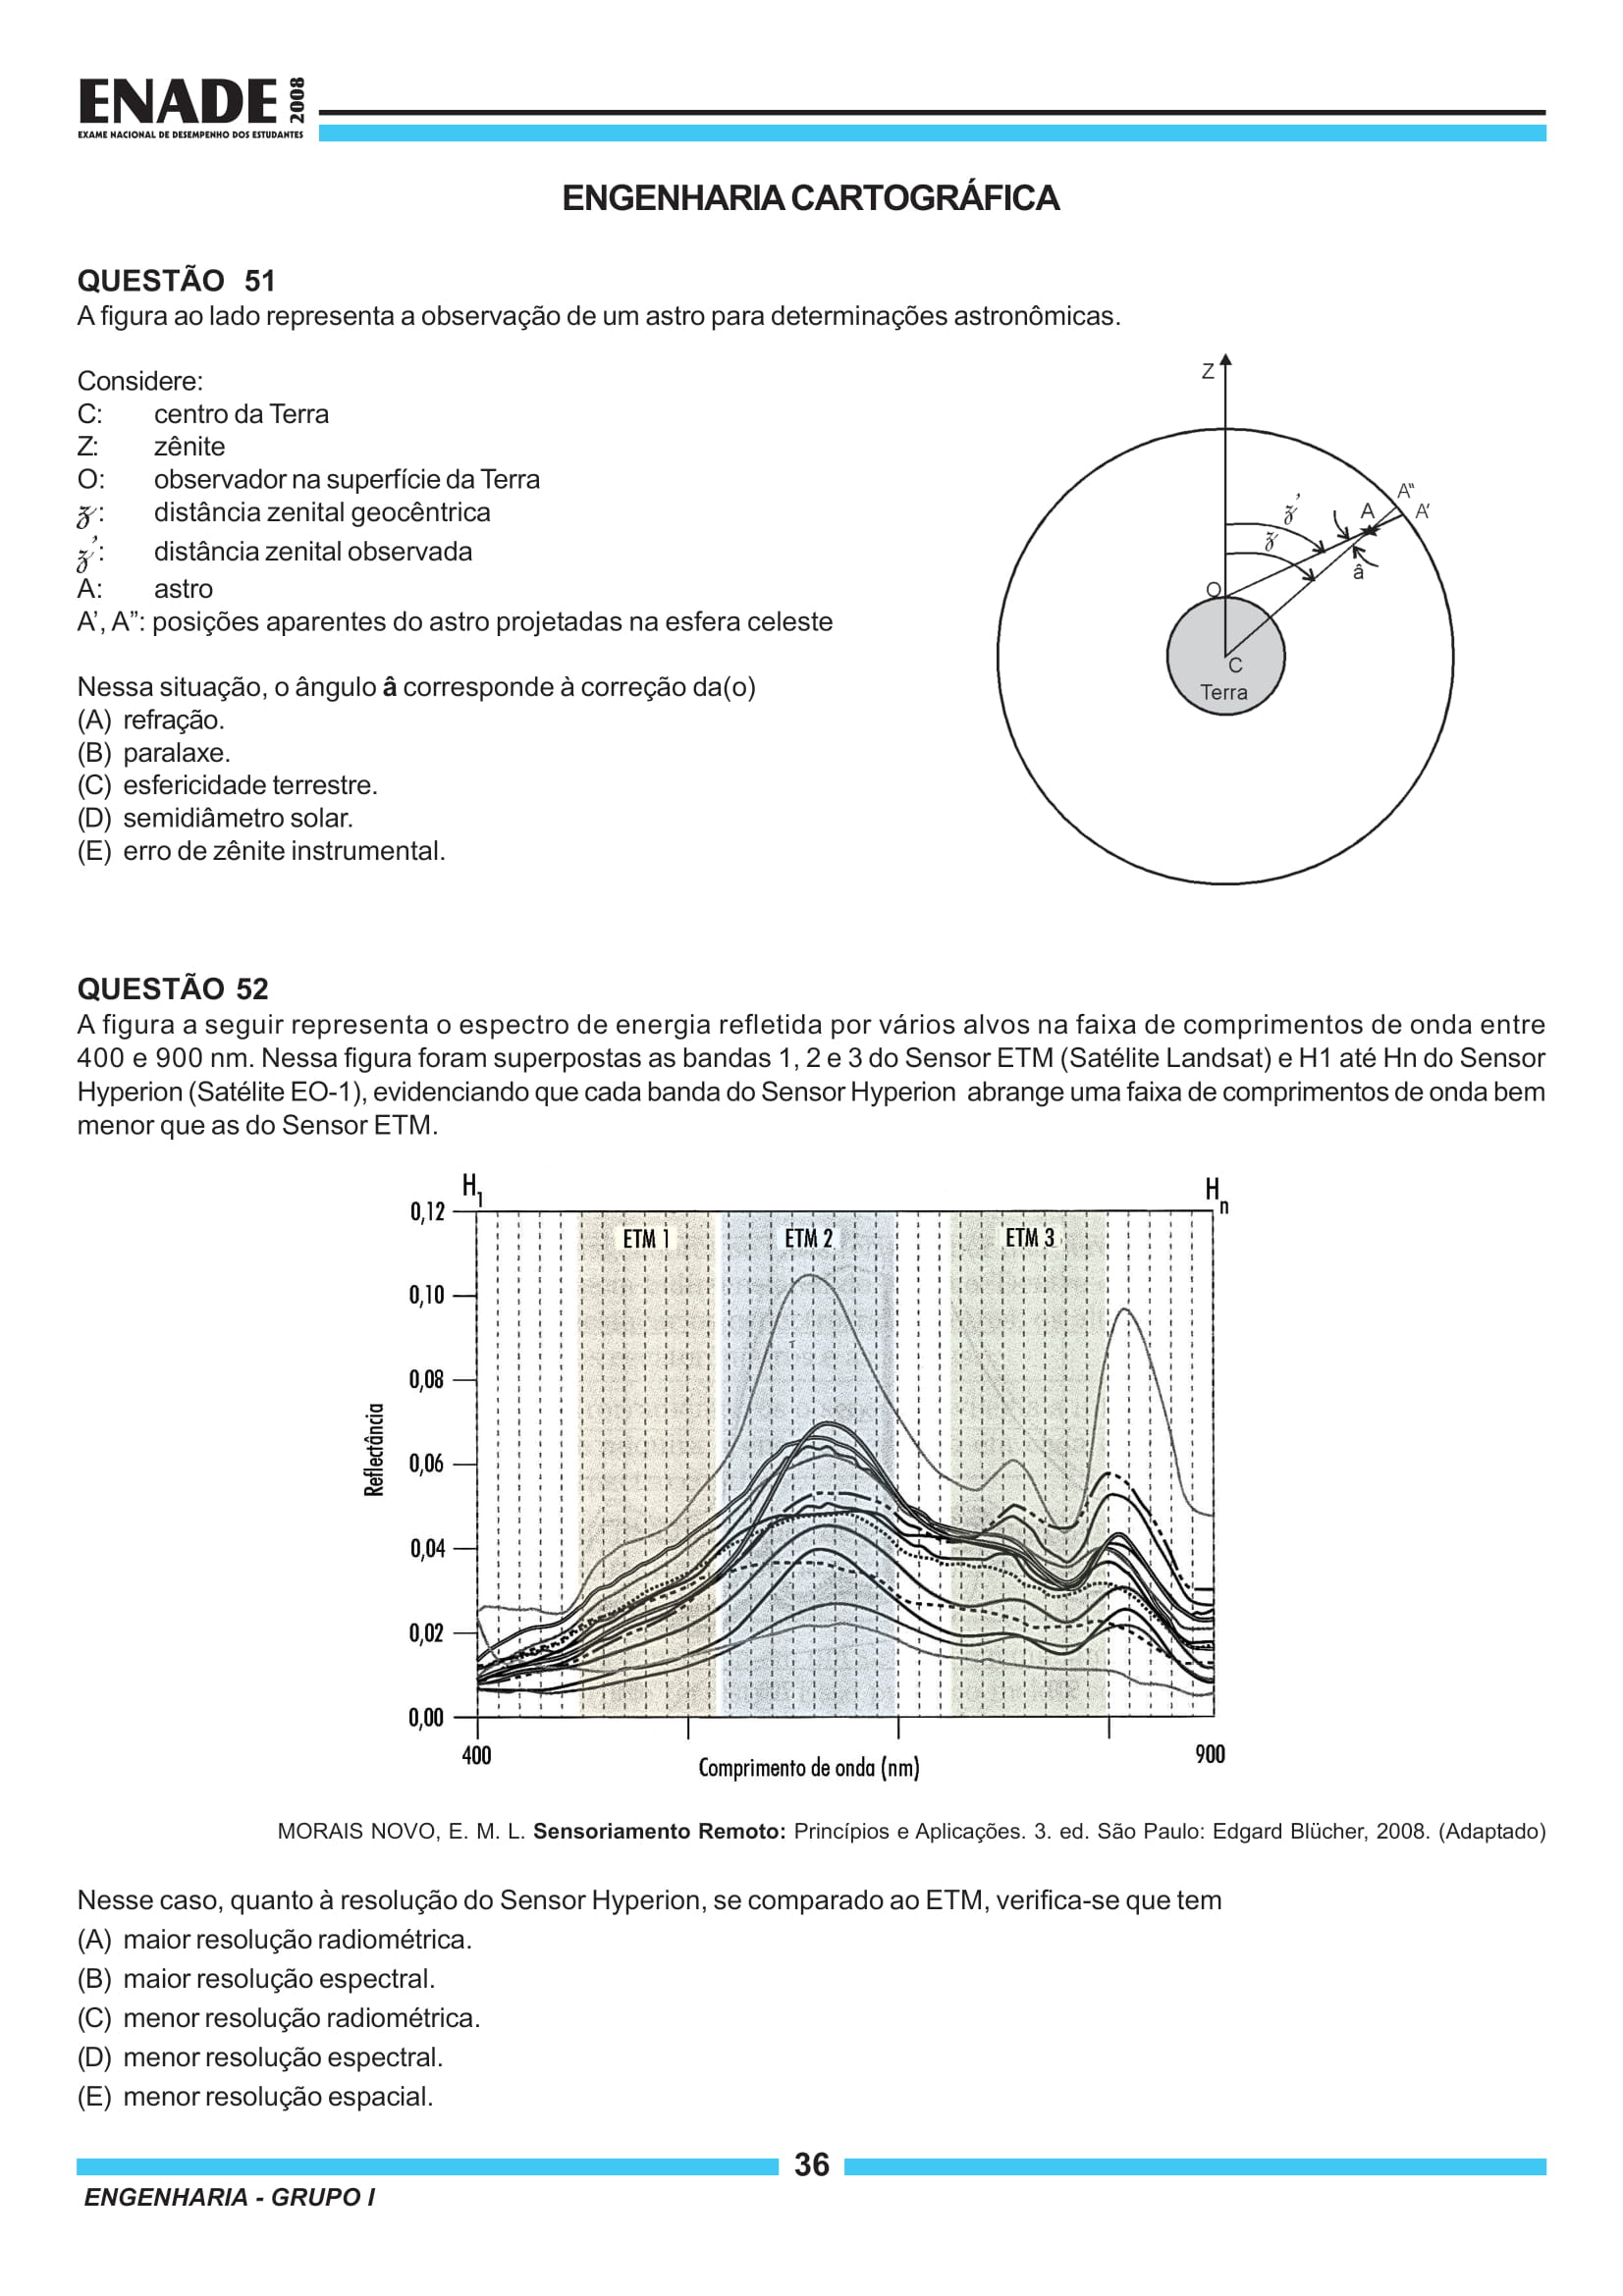 ENADE 2008
EXAME NACIONAL DE DESEMPENHO DOS ESTUDANTES
ENGENHARIA CARTOGRÁFICA
QUESTÃO 51
A figura ao lado representa a observação de um astro para determinações astronômicas.
Considere:
C: centro da Terra
Z: zênite
O: observador na superfície da Terra
ʒ: distância zenital geocêntrica
ʒ’: distância zenital observada
A: astro
A’, A”: posições aparentes do astro projetadas na esfera celeste
Nessa situação, o ângulo â corresponde à correção da(o)
(A) refração.
(B) paralaxe.
(C) esfericidade terrestre.
(D) semidiâmetro solar.
(E) erro de zênite instrumental.
Z
A"
A
A'
ʒ’
ʒ
â
O
C
Terra
QUESTÃO 52
A figura a seguir representa o espectro de energia refletida por vários alvos na faixa de comprimentos de onda entre
400 e 900 nm. Nessa figura foram superpostas as bandas 1, 2 e 3 do Sensor ETM (Satélite Landsat) e H1 até Hn do Sensor
Hyperion (Satélite EO-1), evidenciando que cada banda do Sensor Hyperion abrange uma faixa de comprimentos de onda bem
menor que as do Sensor ETM.
H1
Hn
0,12
ETM 1
ETM 2
ETM 3
0,10
0,08
Reflectância
0,06
0,04
0,02
0,00
400
Comprimento de onda (nm)
900
MORAIS NOVO, E. M. L. Sensoriamento Remoto: Princípios e Aplicações. 3. ed. São Paulo: Edgard Blücher, 2008. (Adaptado)
Nesse caso, quanto à resolução do Sensor Hyperion, se comparado ao ETM, verifica-se que tem
(A) maior resolução radiométrica.
(B) maior resolução espectral.
(C) menor resolução radiométrica.
(D) menor resolução espectral.
(E) menor resolução espacial.
36
ENGENHARIA - GRUPO I